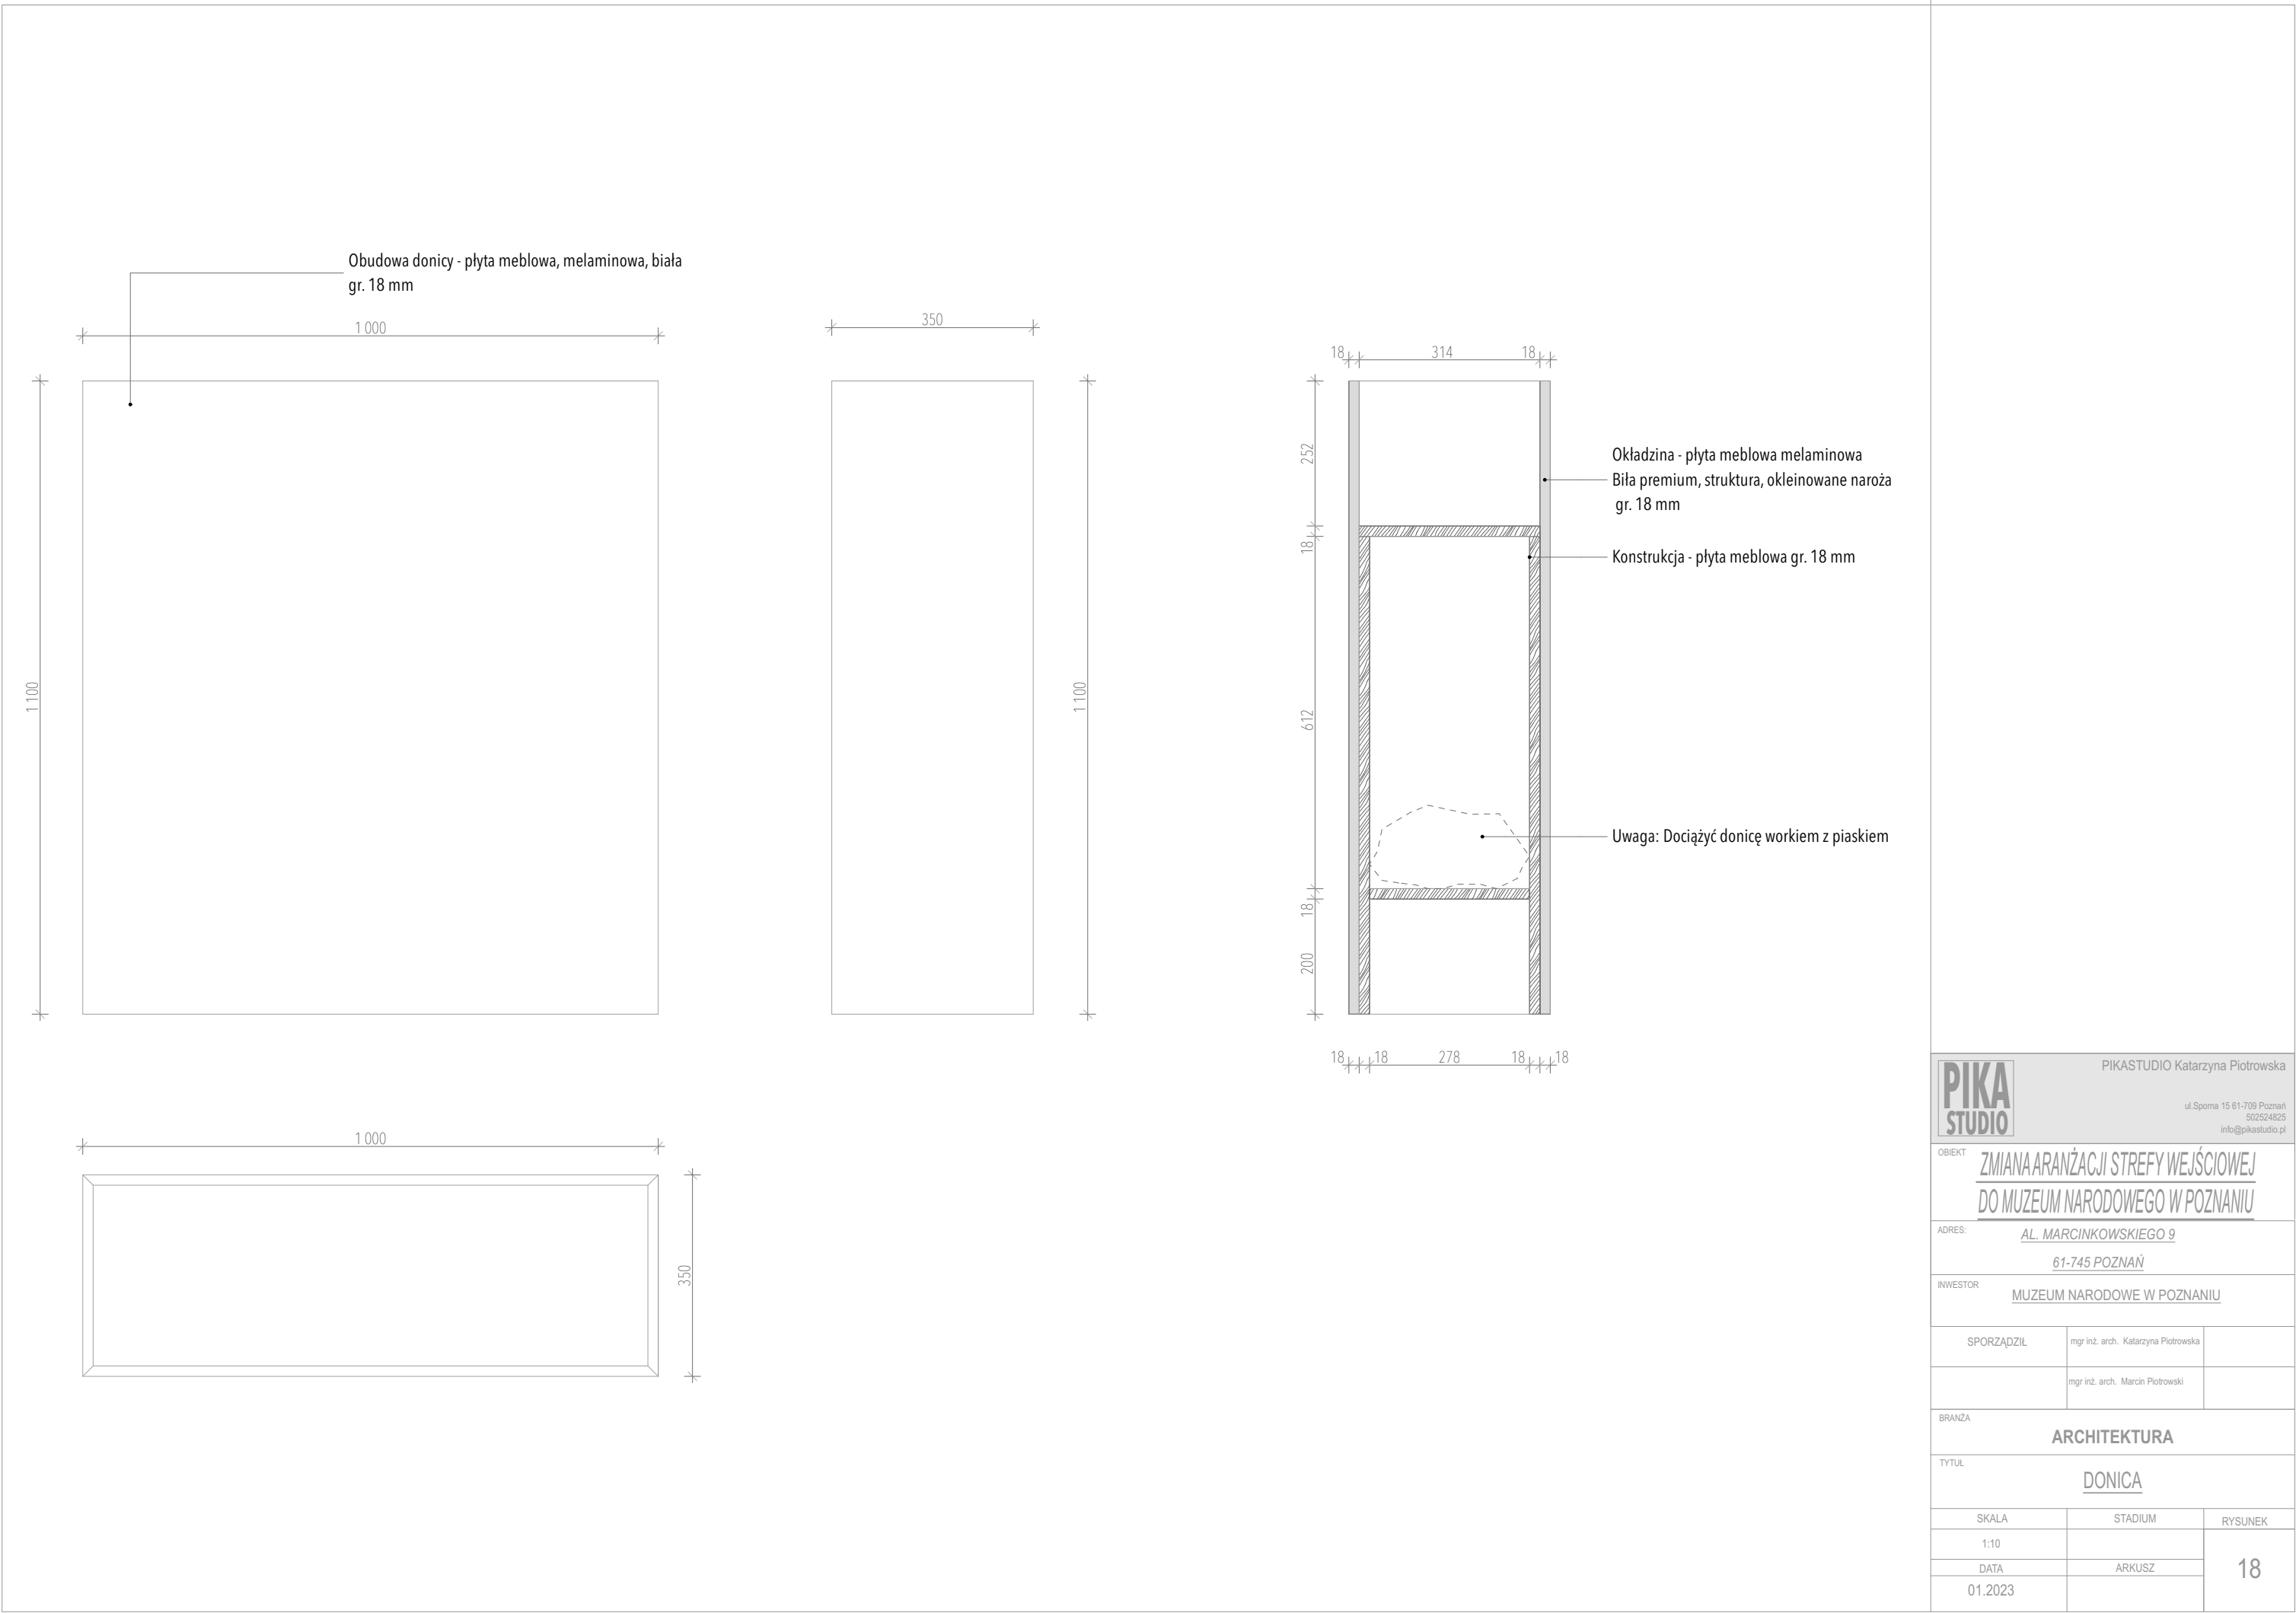 Obudowa donicy - płyta meblowa, melaminowa, biała
gr. 18 mm
1 000
350
18 314 18
1 100
1 100
252
18
612
18
200
Okładzina - płyta meblowa melaminowa
Biła premium, struktura, okleinowane naroża
gr. 18 mm
Konstrukcja - płyta meblowa gr. 18 mm
Uwaga: Dociążyć donicę workiem z piaskiem
18 18 278 18 18
1 000
350
PIKA
STUDIO
PIKASTUDIO Katarzyna Piotrowska
ul.Sporna 15 61-709 Poznań
502524825
info@pikastudio.pl
OBIEKT
ZMIANA ARANŻACJI STREFY WEJŚCIOWEJ
DO MUZEUM NARODOWEGO W POZNANIU
ADRES:
AL. MARCINKOWSKIEGO 9
61-745 POZNAŃ
INWESTOR
MUZEUM NARODOWE W POZNANIU
SPORZĄDZIŁ
mgr inż. arch. Katarzyna Piotrowska
mgr inż. arch. Marcin Piotrowski
BRANŻA
ARCHITEKTURA
TYTUŁ
DONICA
SKALA STADIUM RYSUNEK
1:10
DATA ARKUSZ
18
01.2023